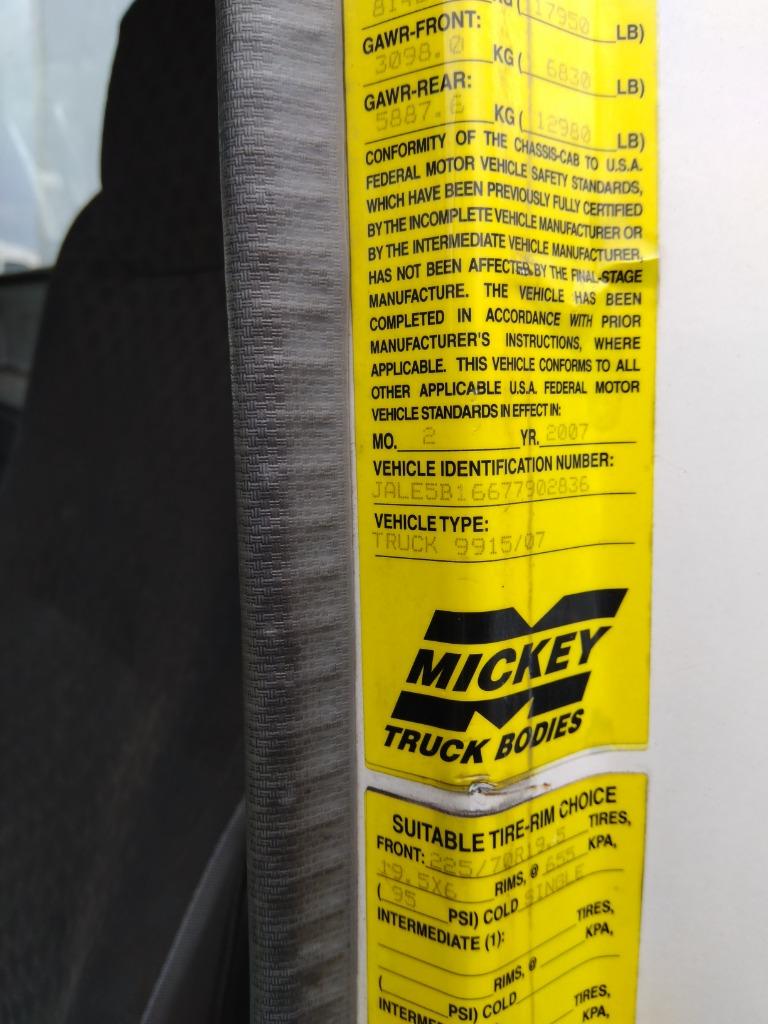 17950 LB)
GAWR-FRONT:
3098.0 KG ( 6830 LB)
GAWR-REAR:
5887.6 KG ( 12980 LB)
CONFORMITY OF THE CHASSIS-CAB TO U.S.A.
FEDERAL MOTOR VEHICLE SAFETY STANDARDS,
WHICH HAVE BEEN PREVIOUSLY FULLY CERTIFIED
BY THE INCOMPLETE VEHICLE MANUFACTURER OR
BY THE INTERMEDIATE VEHICLE MANUFACTURER,
HAS NOT BEEN AFFECTED BY THE FINAL-STAGE
MANUFACTURE. THE VEHICLE HAS BEEN
COMPLETED IN ACCORDANCE WITH PRIOR
MANUFACTURER'S INSTRUCTIONS, WHERE
APPLICABLE. THIS VEHICLE CONFORMS TO ALL
OTHER APPLICABLE U.S.A. FEDERAL MOTOR
VEHICLE STANDARDS IN EFFECT IN:
MO. 2 YR. 2007
VEHICLE IDENTIFICATION NUMBER:
JALE5B16677902836
VEHICLE TYPE:
TRUCK 9915/07
MICKEY
TRUCK BODIES
SUITABLE TIRE-RIM CHOICE
FRONT: 225/70R19.5 TIRES,
19.5X6 RIMS, @ 655 KPA,
( 95 PSI) COLD SINGLE
INTERMEDIATE (1): TIRES,
RIMS, @ KPA,
( PSI) COLD
TIRES,
KPA,